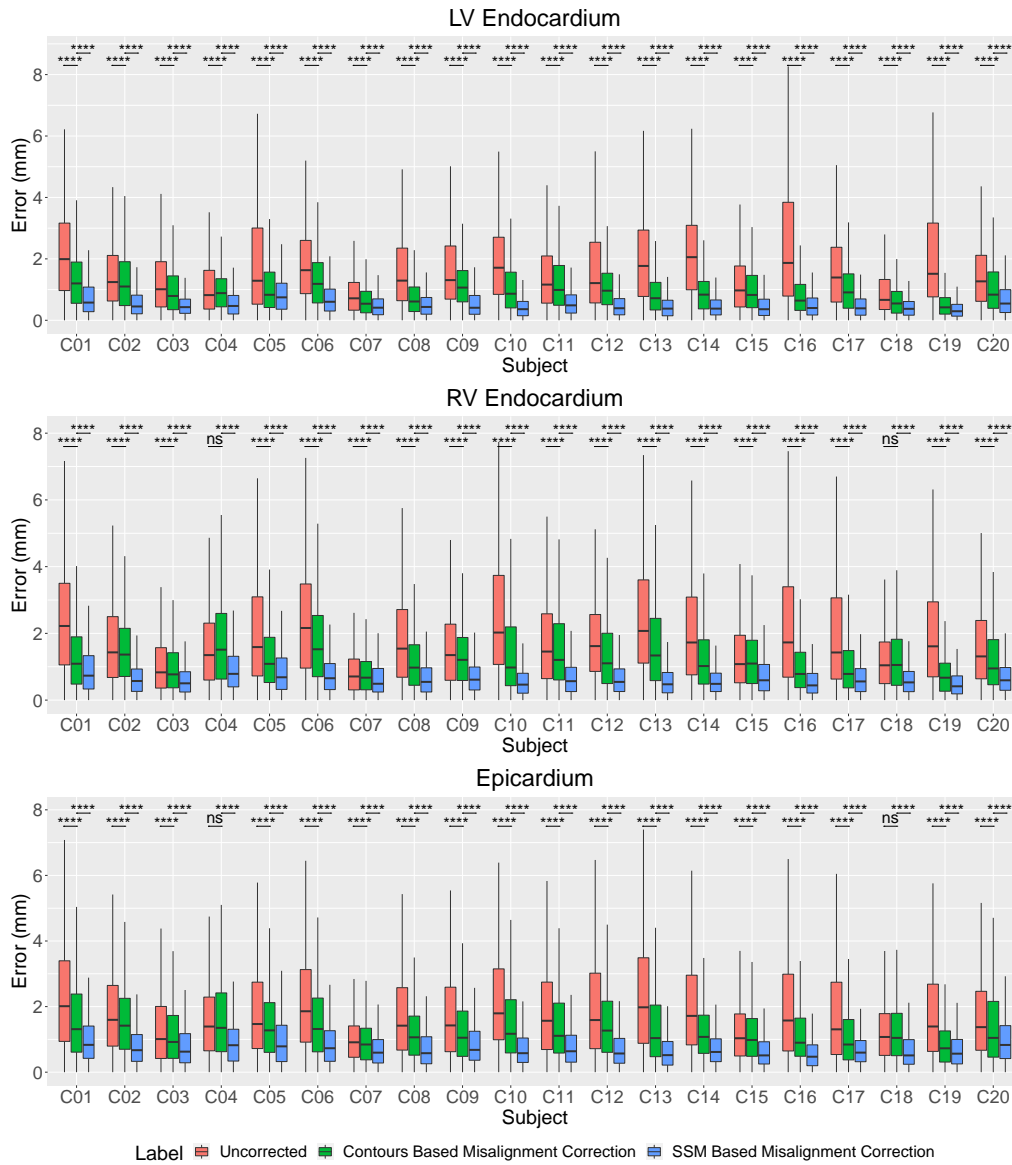 LV Endocardium
**** **** **** **** **** **** **** **** **** **** **** **** **** **** **** **** **** **** **** ****
**** **** **** **** **** **** **** **** **** **** **** **** **** **** **** **** **** **** **** ****
8
6
4
2
0
Error (mm)
C01 C02 C03 C04 C05 C06 C07 C08 C09 C10 C11 C12 C13 C14 C15 C16 C17 C18 C19 C20
Subject
RV Endocardium
**** **** **** **** **** **** **** **** **** **** **** **** **** **** **** **** **** **** **** ****
**** **** **** ns **** **** **** **** **** **** **** **** **** **** **** **** **** ns **** ****
8
6
4
2
0
Error (mm)
C01 C02 C03 C04 C05 C06 C07 C08 C09 C10 C11 C12 C13 C14 C15 C16 C17 C18 C19 C20
Subject
Epicardium
**** **** **** **** **** **** **** **** **** **** **** **** **** **** **** **** **** **** **** ****
**** **** **** ns **** **** **** **** **** **** **** **** **** **** **** **** **** ns **** ****
8
6
4
2
0
Error (mm)
C01 C02 C03 C04 C05 C06 C07 C08 C09 C10 C11 C12 C13 C14 C15 C16 C17 C18 C19 C20
Subject
Label Uncorrected Contours Based Misalignment Correction SSM Based Misalignment Correction